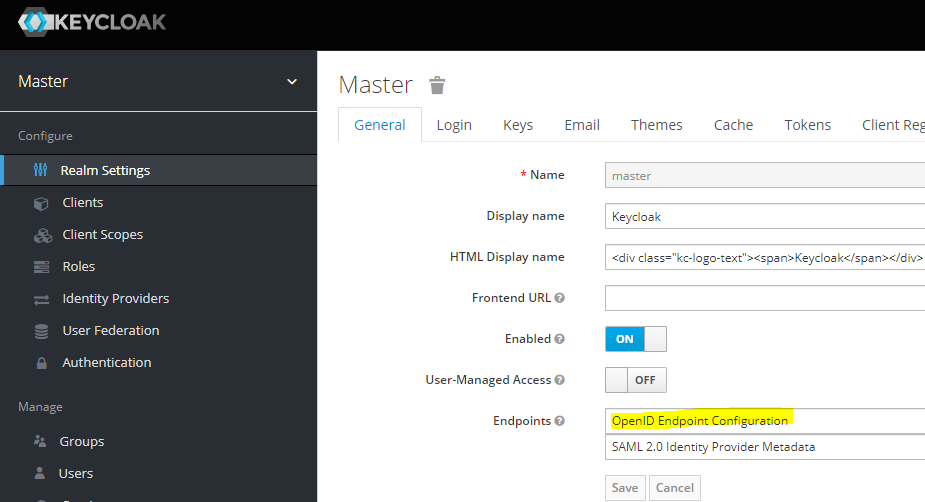 KEYCLOAK
Master
Configure
Realm Settings
Clients
Client Scopes
Roles
Identity Providers
User Federation
Authentication
Manage
Groups
Users
Master
General Login Keys Email Themes Cache Tokens Client Reg
* Name master
Display name Keycloak
HTML Display name <div class="kc-logo-text"><span>Keycloak</span></div>
Frontend URL
Enabled ON
User-Managed Access OFF
Endpoints OpenID Endpoint Configuration
SAML 2.0 Identity Provider Metadata
Save Cancel